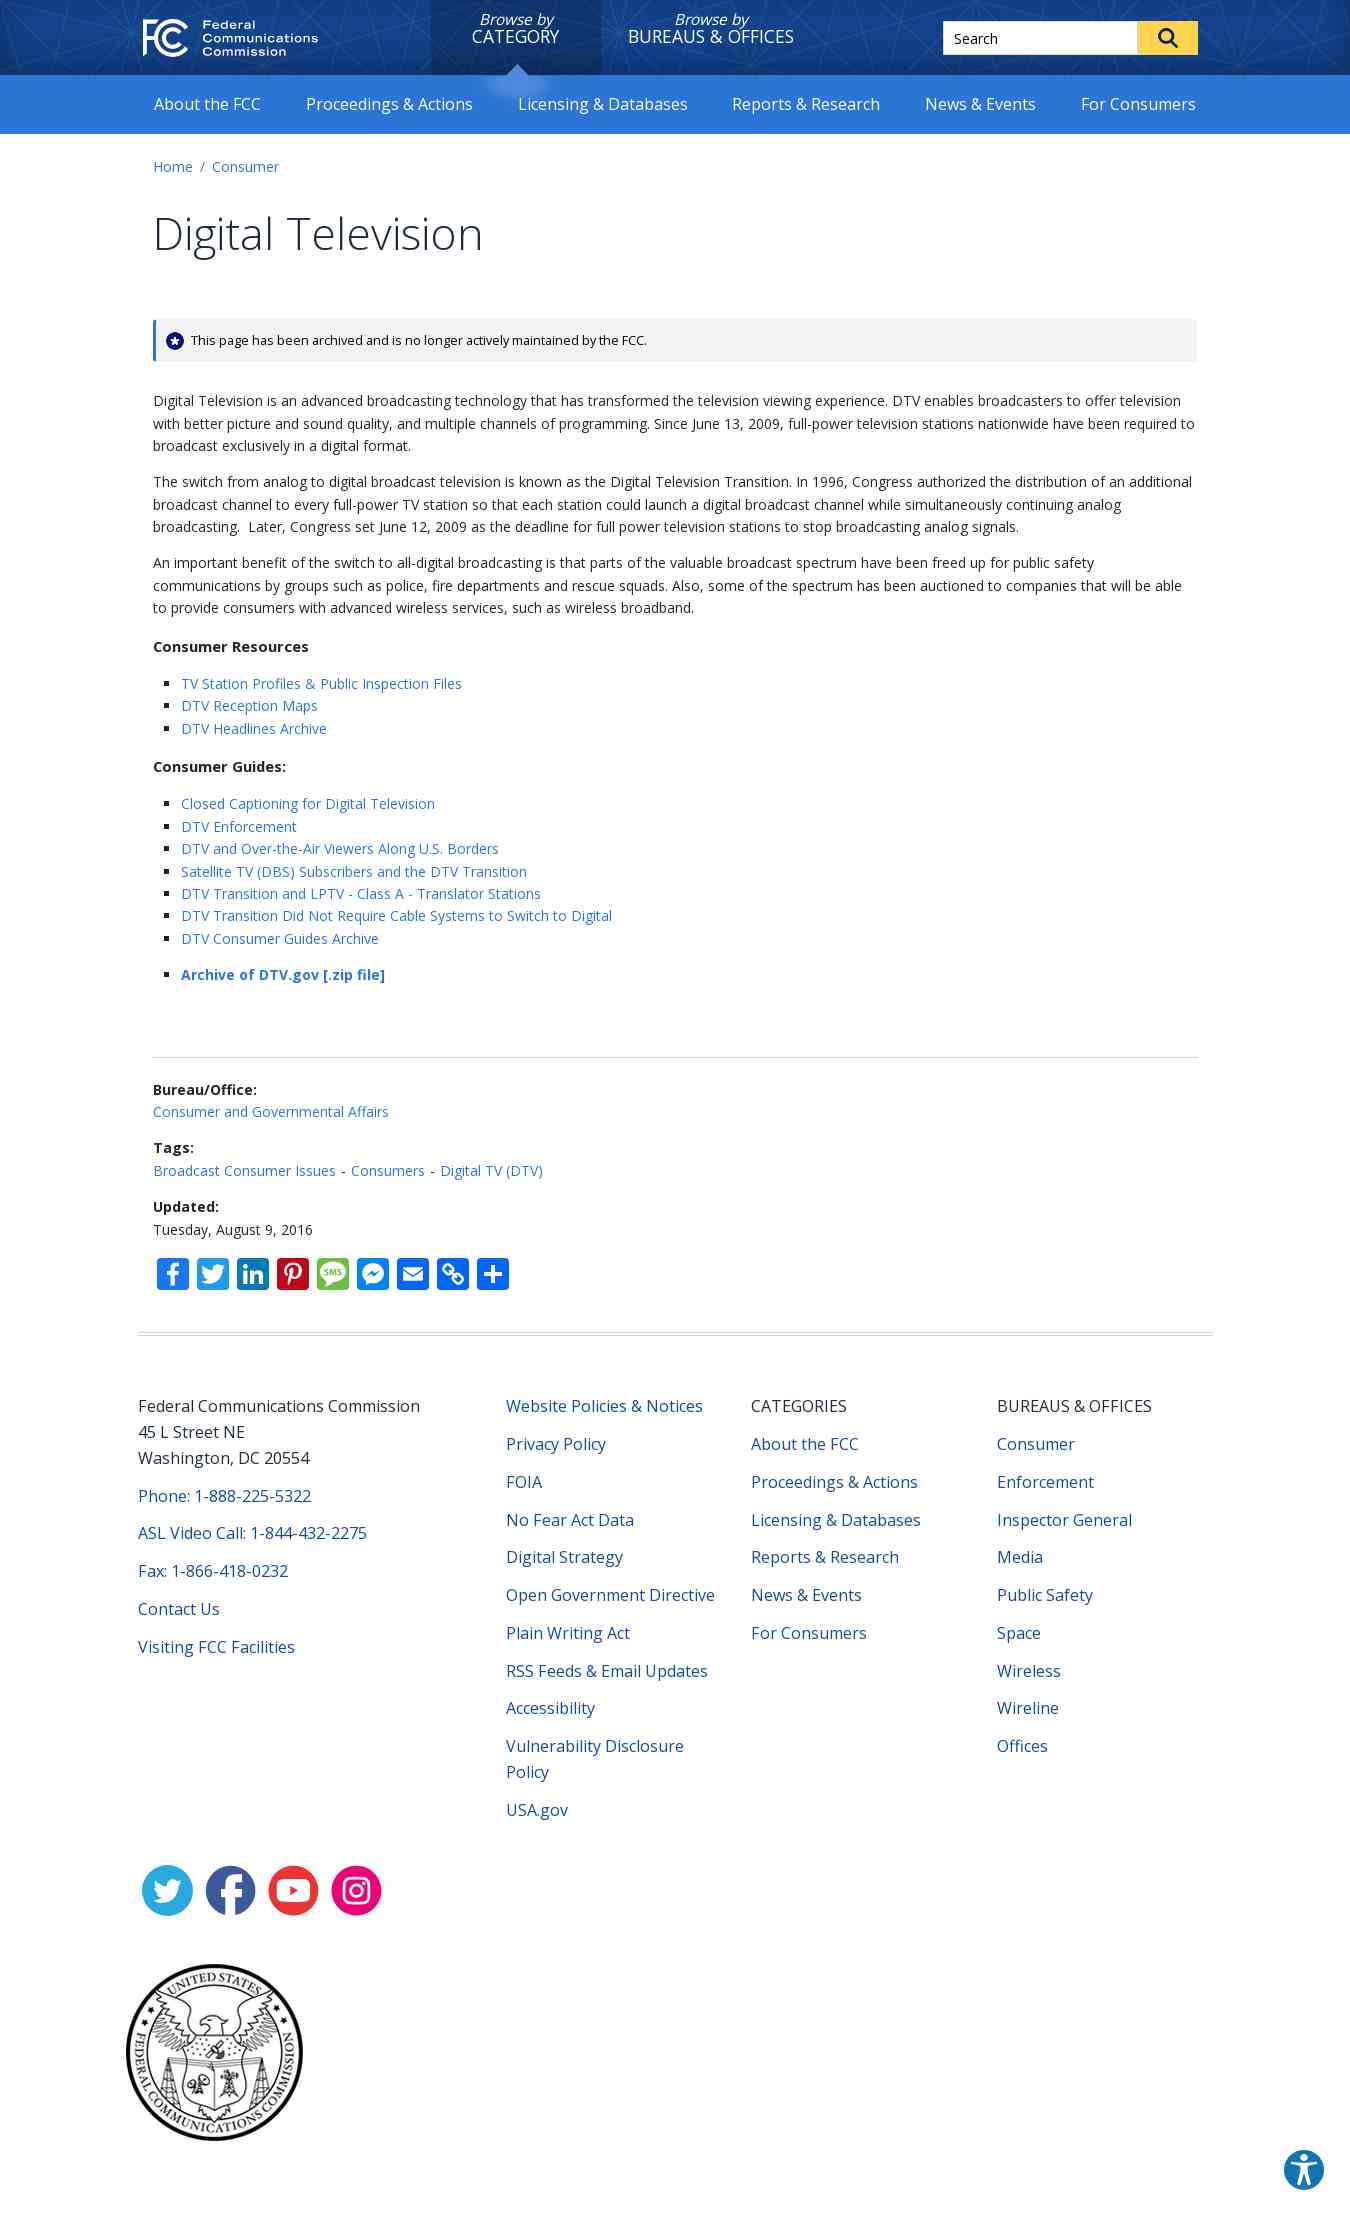 FCC Federal
Communications
Commission
Browse by
CATEGORY
Browse by
BUREAUS & OFFICES
Search
About the FCC
Proceedings & Actions
Licensing & Databases
Reports & Research
News & Events
For Consumers
Home / Consumer
Digital Television
This page has been archived and is no longer actively maintained by the FCC.
Digital Television is an advanced broadcasting technology that has transformed the television viewing experience. DTV enables broadcasters to offer television
with better picture and sound quality, and multiple channels of programming. Since June 13, 2009, full-power television stations nationwide have been required to
broadcast exclusively in a digital format.
The switch from analog to digital broadcast television is known as the Digital Television Transition. In 1996, Congress authorized the distribution of an additional
broadcast channel to every full-power TV station so that each station could launch a digital broadcast channel while simultaneously continuing analog
broadcasting.  Later, Congress set June 12, 2009 as the deadline for full power television stations to stop broadcasting analog signals.
An important benefit of the switch to all-digital broadcasting is that parts of the valuable broadcast spectrum have been freed up for public safety
communications by groups such as police, fire departments and rescue squads. Also, some of the spectrum has been auctioned to companies that will be able
to provide consumers with advanced wireless services, such as wireless broadband.
Consumer Resources
TV Station Profiles & Public Inspection Files
DTV Reception Maps
DTV Headlines Archive
Consumer Guides:
Closed Captioning for Digital Television
DTV Enforcement
DTV and Over-the-Air Viewers Along U.S. Borders
Satellite TV (DBS) Subscribers and the DTV Transition
DTV Transition and LPTV - Class A - Translator Stations
DTV Transition Did Not Require Cable Systems to Switch to Digital
DTV Consumer Guides Archive
Archive of DTV.gov [.zip file]
Bureau/Office:
Consumer and Governmental Affairs
Tags:
Broadcast Consumer Issues - Consumers - Digital TV (DTV)
Updated:
Tuesday, August 9, 2016
SMS
Federal Communications Commission
45 L Street NE
Washington, DC 20554
Phone: 1-888-225-5322
ASL Video Call: 1-844-432-2275
Fax: 1-866-418-0232
Contact Us
Visiting FCC Facilities
Website Policies & Notices
Privacy Policy
FOIA
No Fear Act Data
Digital Strategy
Open Government Directive
Plain Writing Act
RSS Feeds & Email Updates
Accessibility
Vulnerability Disclosure
Policy
USA.gov
CATEGORIES
About the FCC
Proceedings & Actions
Licensing & Databases
Reports & Research
News & Events
For Consumers
BUREAUS & OFFICES
Consumer
Enforcement
Inspector General
Media
Public Safety
Space
Wireless
Wireline
Offices
UNITED STATES
FEDERAL COMMUNICATIONS COMMISSION